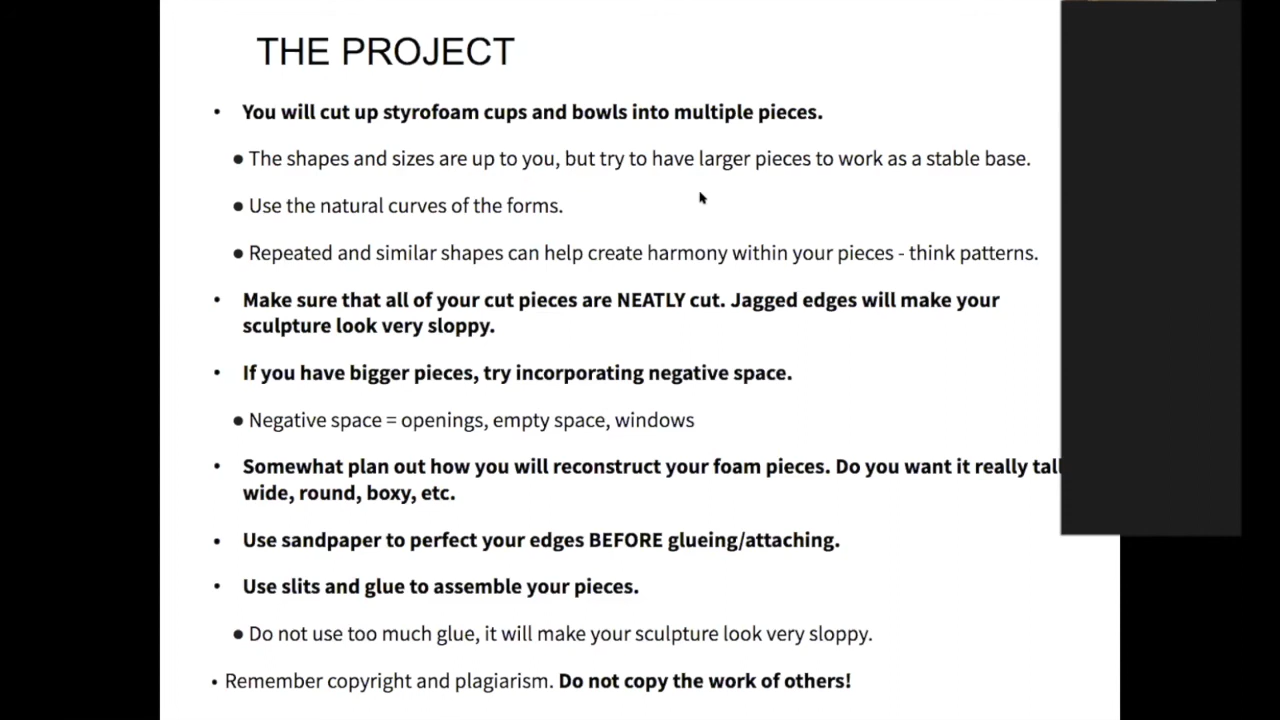 THE PROJECT
• You will cut up styrofoam cups and bowls into multiple pieces.
● The shapes and sizes are up to you, but try to have larger pieces to work as a stable base.
● Use the natural curves of the forms.
● Repeated and similar shapes can help create harmony within your pieces - think patterns.
• Make sure that all of your cut pieces are NEATLY cut. Jagged edges will make your
sculpture look very sloppy.
• If you have bigger pieces, try incorporating negative space.
● Negative space = openings, empty space, windows
• Somewhat plan out how you will reconstruct your foam pieces. Do you want it really tall
wide, round, boxy, etc.
• Use sandpaper to perfect your edges BEFORE glueing/attaching.
• Use slits and glue to assemble your pieces.
● Do not use too much glue, it will make your sculpture look very sloppy.
• Remember copyright and plagiarism. Do not copy the work of others!